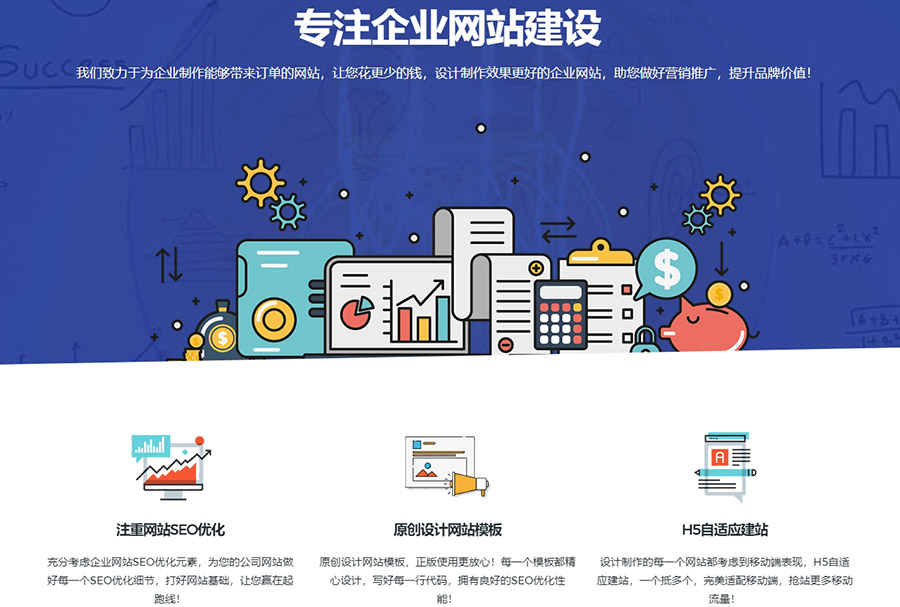 专注企业网站建设
我们致力于为企业制作能够带来订单的网站，让您花更少的钱，设计制作效果更好的企业网站，助您做好营销推广，提升品牌价值！
SUCCESS
注重网站SEO优化
充分考虑企业网站SEO优化元素，为您的公司网站做
好每一个SEO优化细节，打好网站基础，让您赢在起
跑线！
原创设计网站模板
原创设计网站模板，正版使用更放心！每一个模板都精
心设计，写好每一行代码，拥有良好的SEO优化性
能！
H5自适应建站
设计制作的每一个网站都考虑到移动端表现，H5自适
应建站，一个抵多个，完美适配移动端，抢站更多移动
流量！